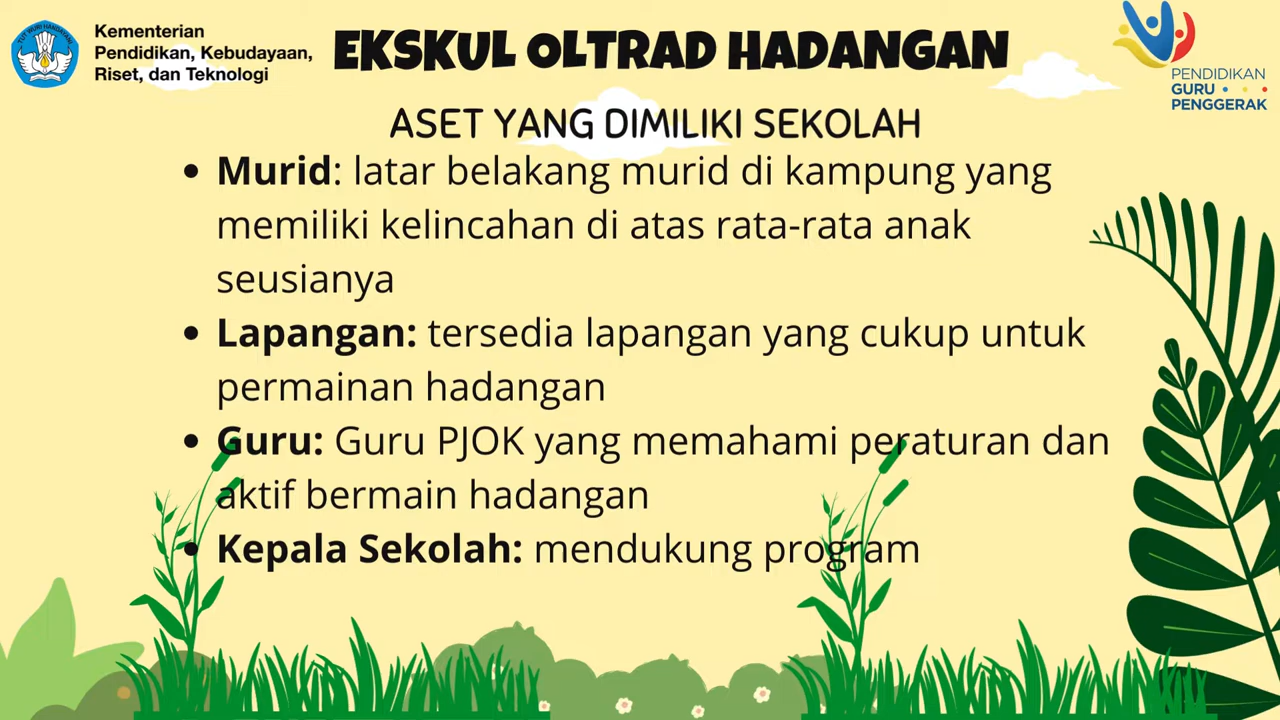 Kementerian
Pendidikan, Kebudayaan,
Riset, dan Teknologi
EKSKUL OLTRAD HADANGAN
PENDIDIKAN
GURU
PENGGERAK
ASET YANG DIMILIKI SEKOLAH
• Murid: latar belakang murid di kampung yang
memiliki kelincahan di atas rata-rata anak
seusianya
• Lapangan: tersedia lapangan yang cukup untuk
permainan hadangan
• Guru: Guru PJOK yang memahami peraturan dan
aktif bermain hadangan
• Kepala Sekolah: mendukung program